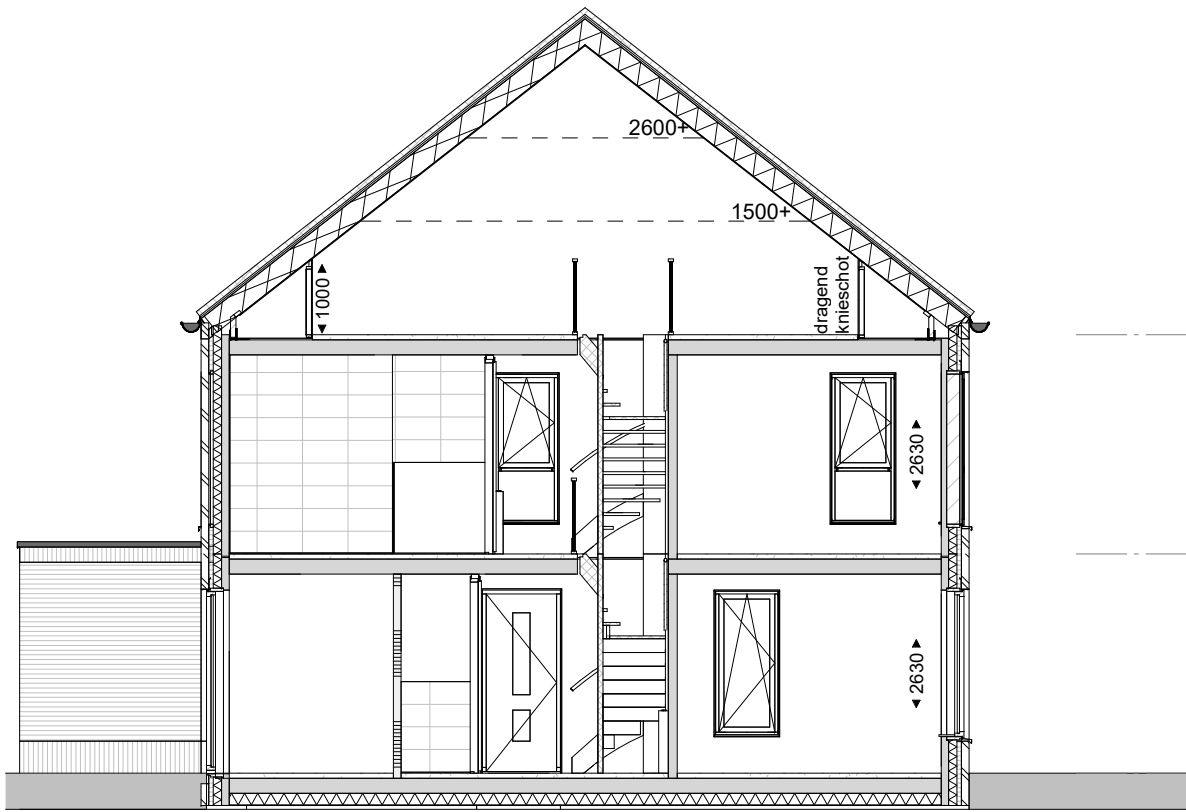 2600+
1500+
◄ 1000 ►
dragend
knieschot
◄ 2630 ►
◄ 2630 ►